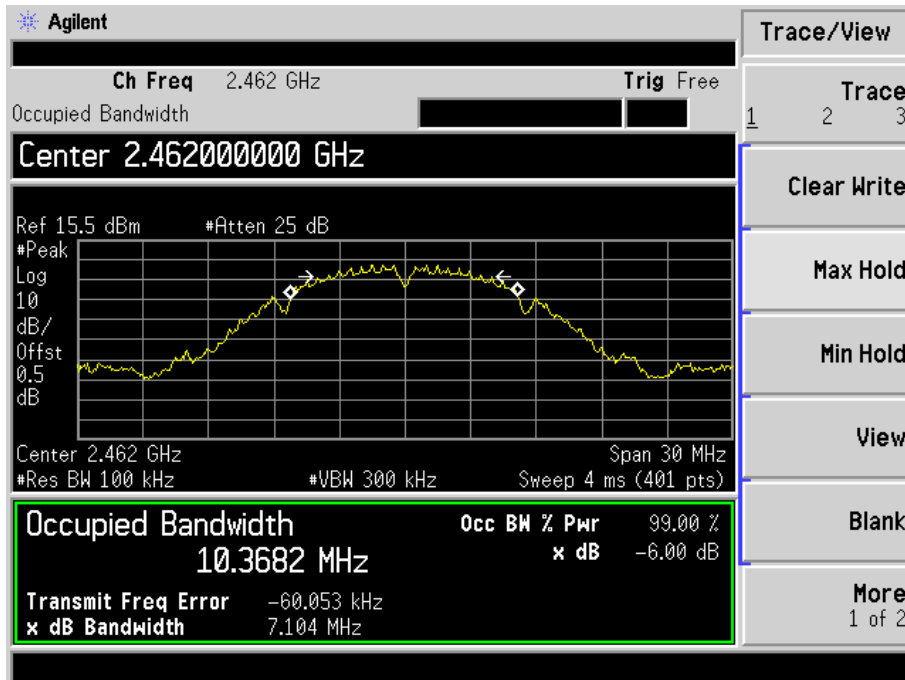 Agilent
Trace/View
Ch Freq 2.462 GHz Trig Free
Occupied Bandwidth
Center 2.462000000 GHz
Ref 15.5 dBm #Atten 25 dB
#Peak
Log
10
dB/
Offst
0.5
dB
Center 2.462 GHz Span 30 MHz
#Res BW 100 kHz #VBW 300 kHz Sweep 4 ms (401 pts)
Occupied Bandwidth
10.3682 MHz
Occ BW % Pwr 99.00 %
x dB -6.00 dB
Transmit Freq Error -60.053 kHz
x dB Bandwidth 7.104 MHz
Trace
1 2 3
Clear Write
Max Hold
Min Hold
View
Blank
More
1 of 2